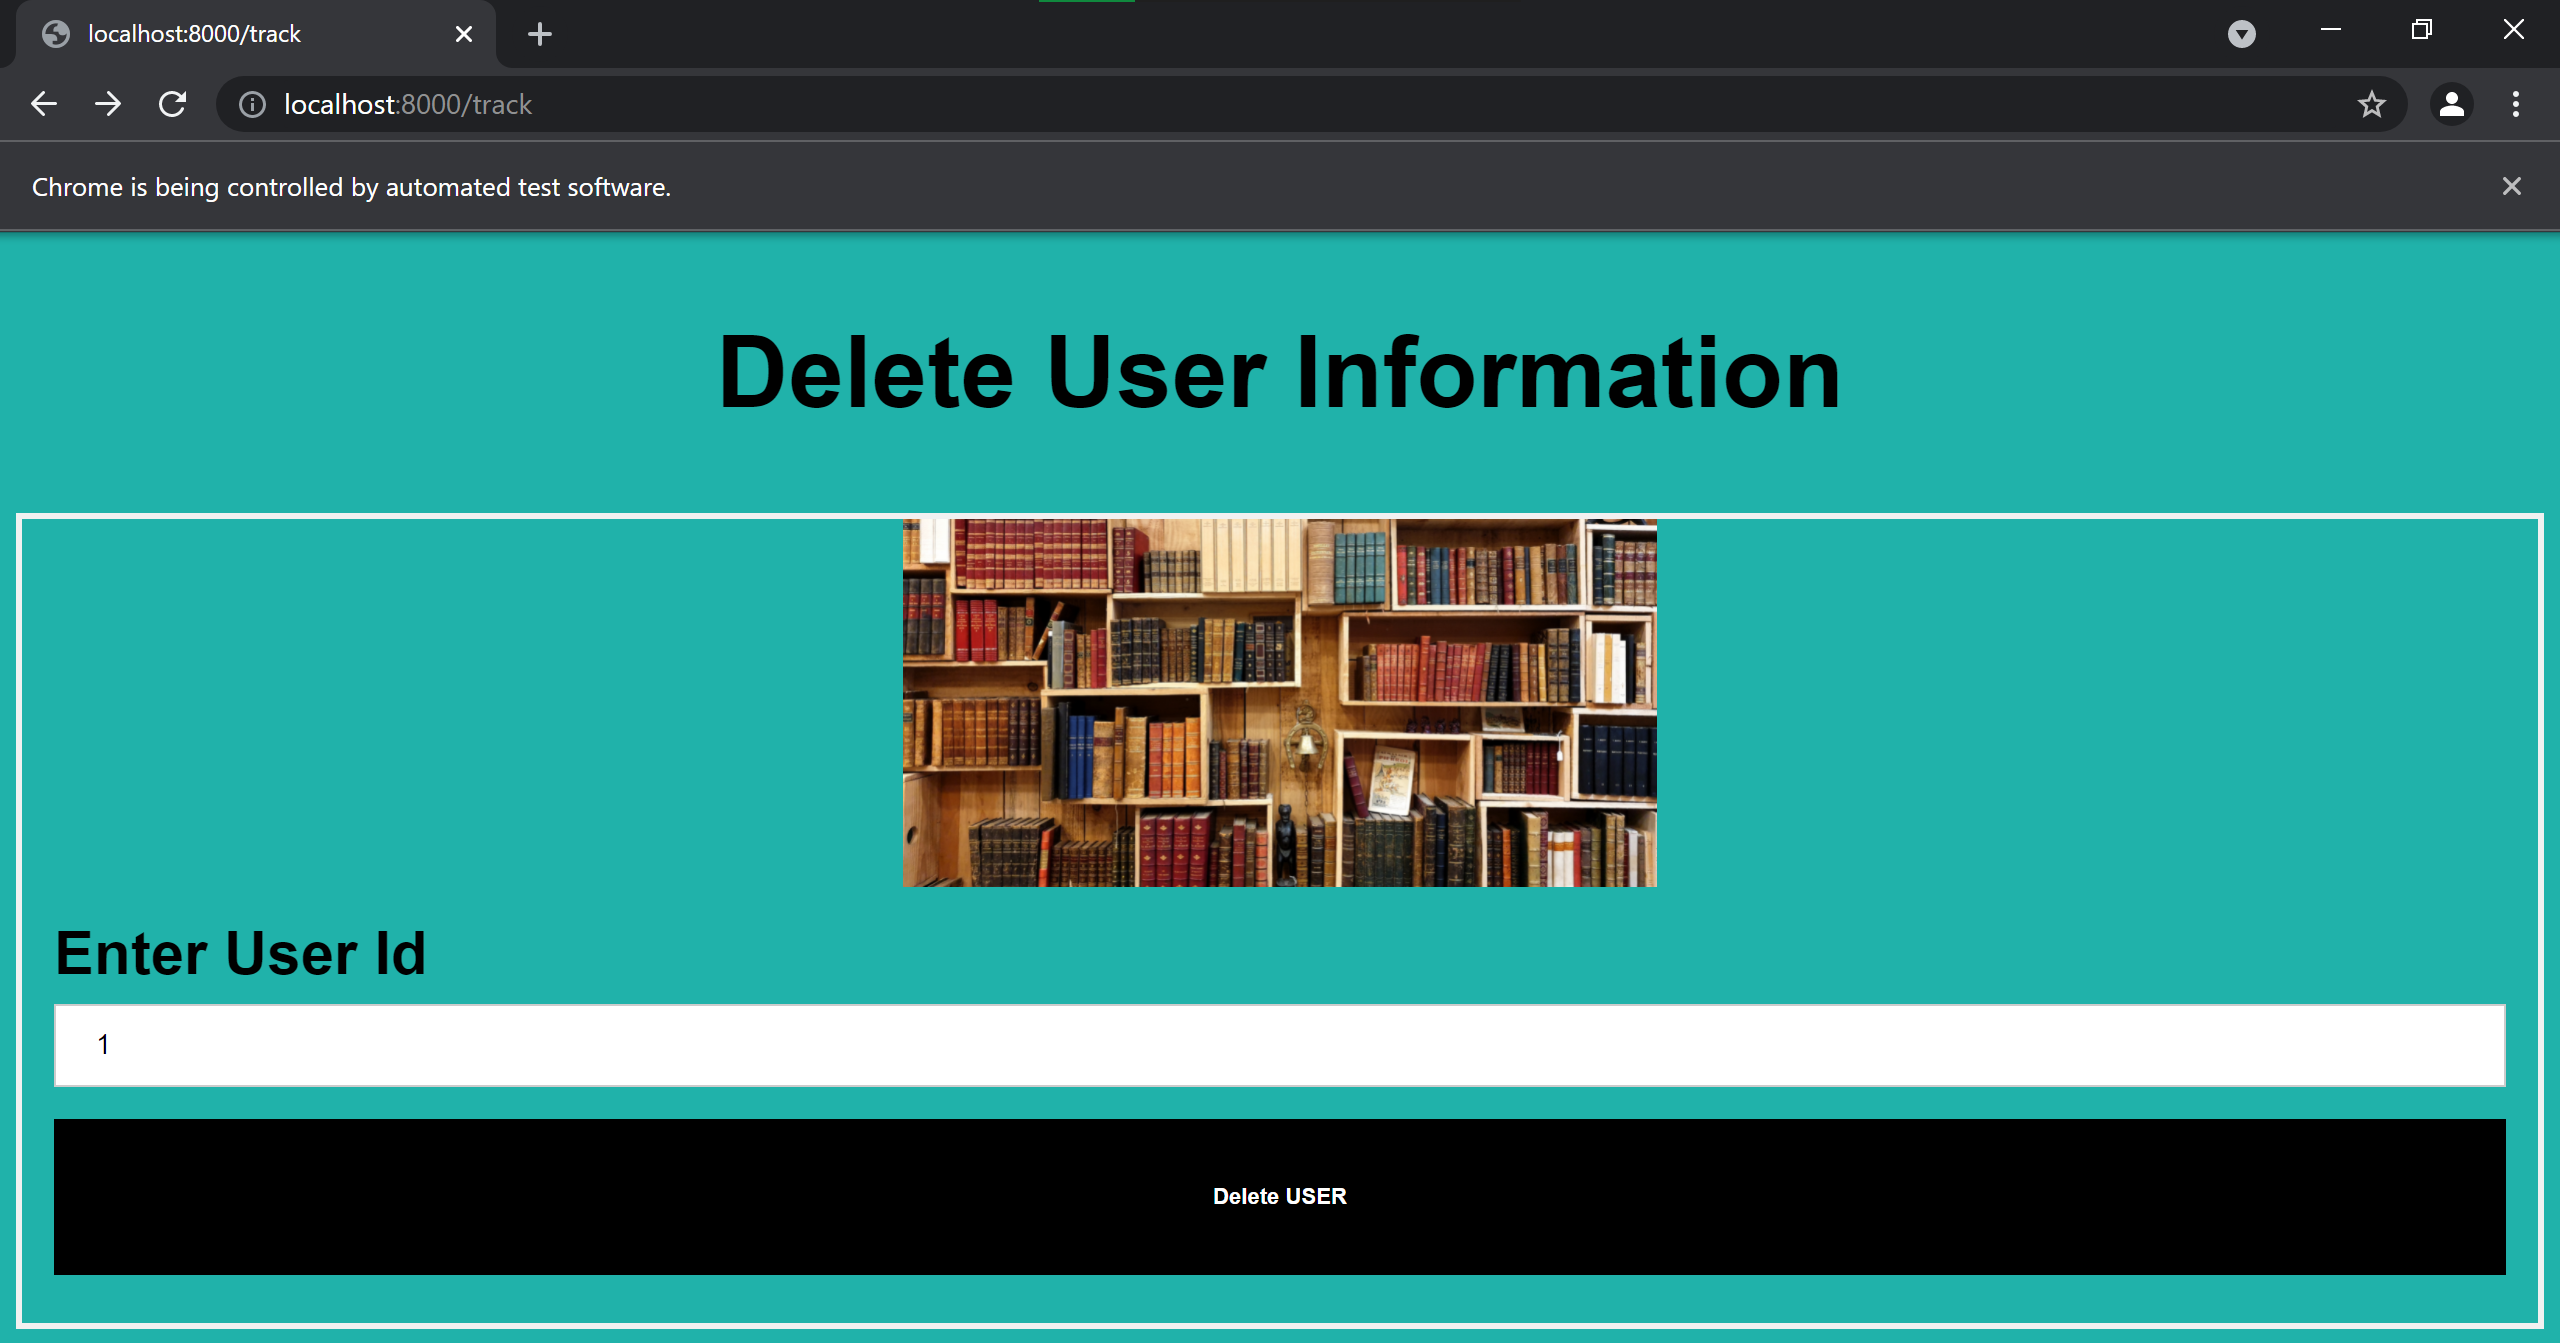 localhost:8000/track
localhost:8000/track
Chrome is being controlled by automated test software.
Delete User Information
Enter User Id
1
Delete USER